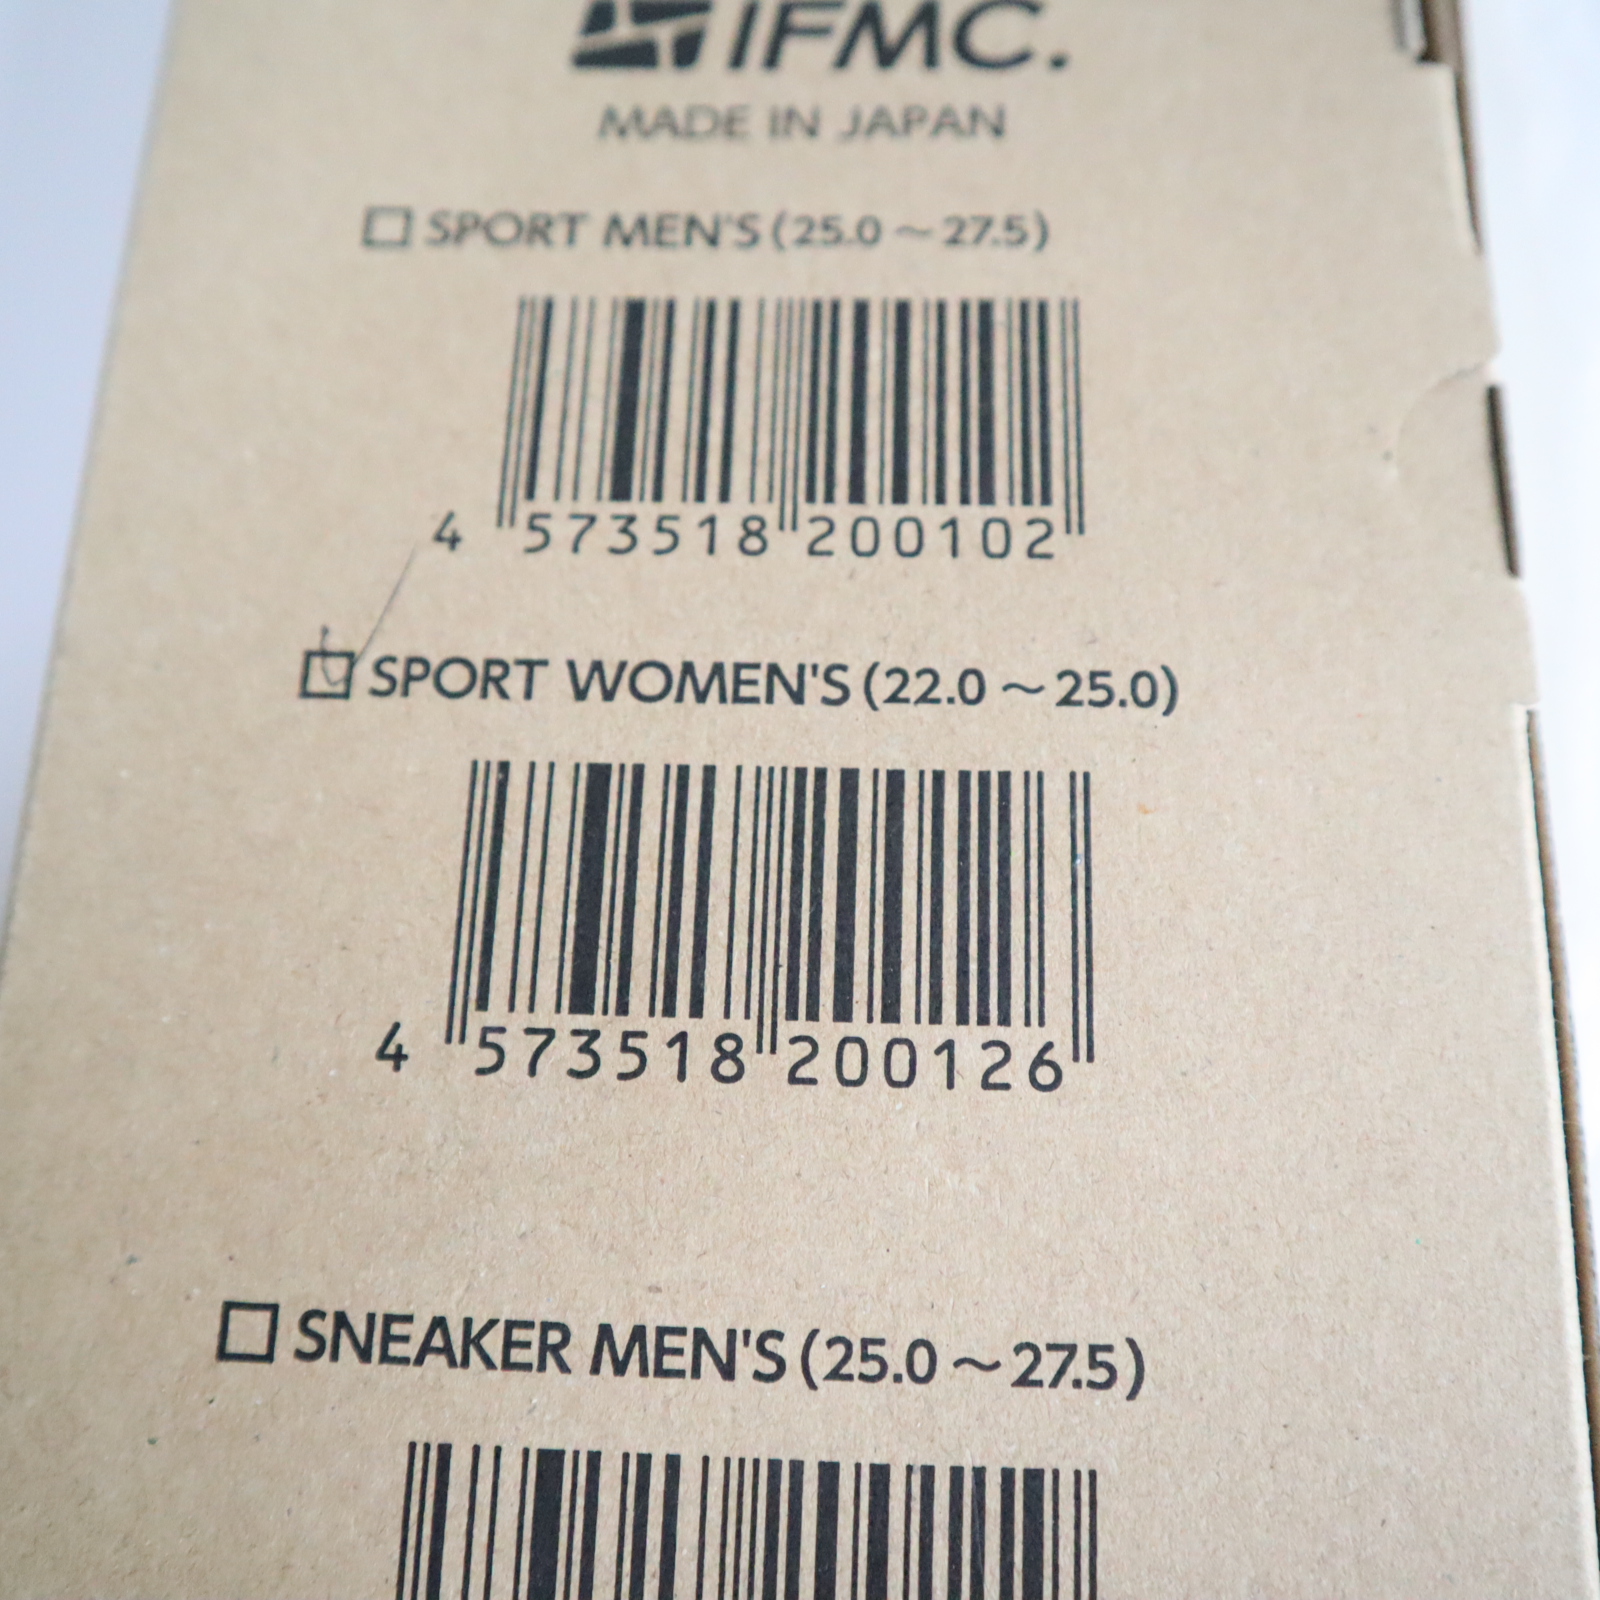 IFMC.
MADE IN JAPAN
SPORT MEN'S (25.0～27.5)
4 573518 200102
SPORT WOMEN'S (22.0～25.0)
4 573518 200126
SNEAKER MEN'S (25.0～27.5)